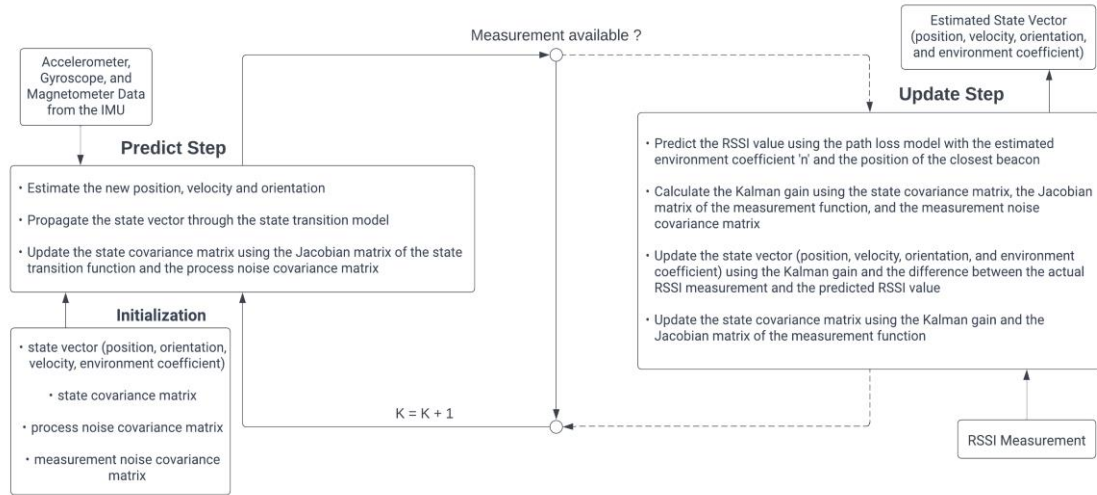 Measurement available ?
Estimated State Vector
(position, velocity, orientation,
and environment coefficient)
Accelerometer,
Gyroscope, and
Magnetometer Data
from the IMU
Predict Step
• Estimate the new position, velocity and orientation
• Propagate the state vector through the state transition model
• Update the state covariance matrix using the Jacobian matrix of the state
transition function and the process noise covariance matrix
Initialization
• state vector (position, orientation,
velocity, environment coefficient)
• state covariance matrix
• process noise covariance matrix
• measurement noise covariance
matrix
K = K + 1
Update Step
• Predict the RSSI value using the path loss model with the estimated
environment coefficient 'n' and the position of the closest beacon
• Calculate the Kalman gain using the state covariance matrix, the Jacobian
matrix of the measurement function, and the measurement noise
covariance matrix
• Update the state vector (position, velocity, orientation, and environment
coefficient) using the Kalman gain and the difference between the actual
RSSI measurement and the predicted RSSI value
• Update the state covariance matrix using the Kalman gain and the
Jacobian matrix of the measurement function
RSSI Measurement